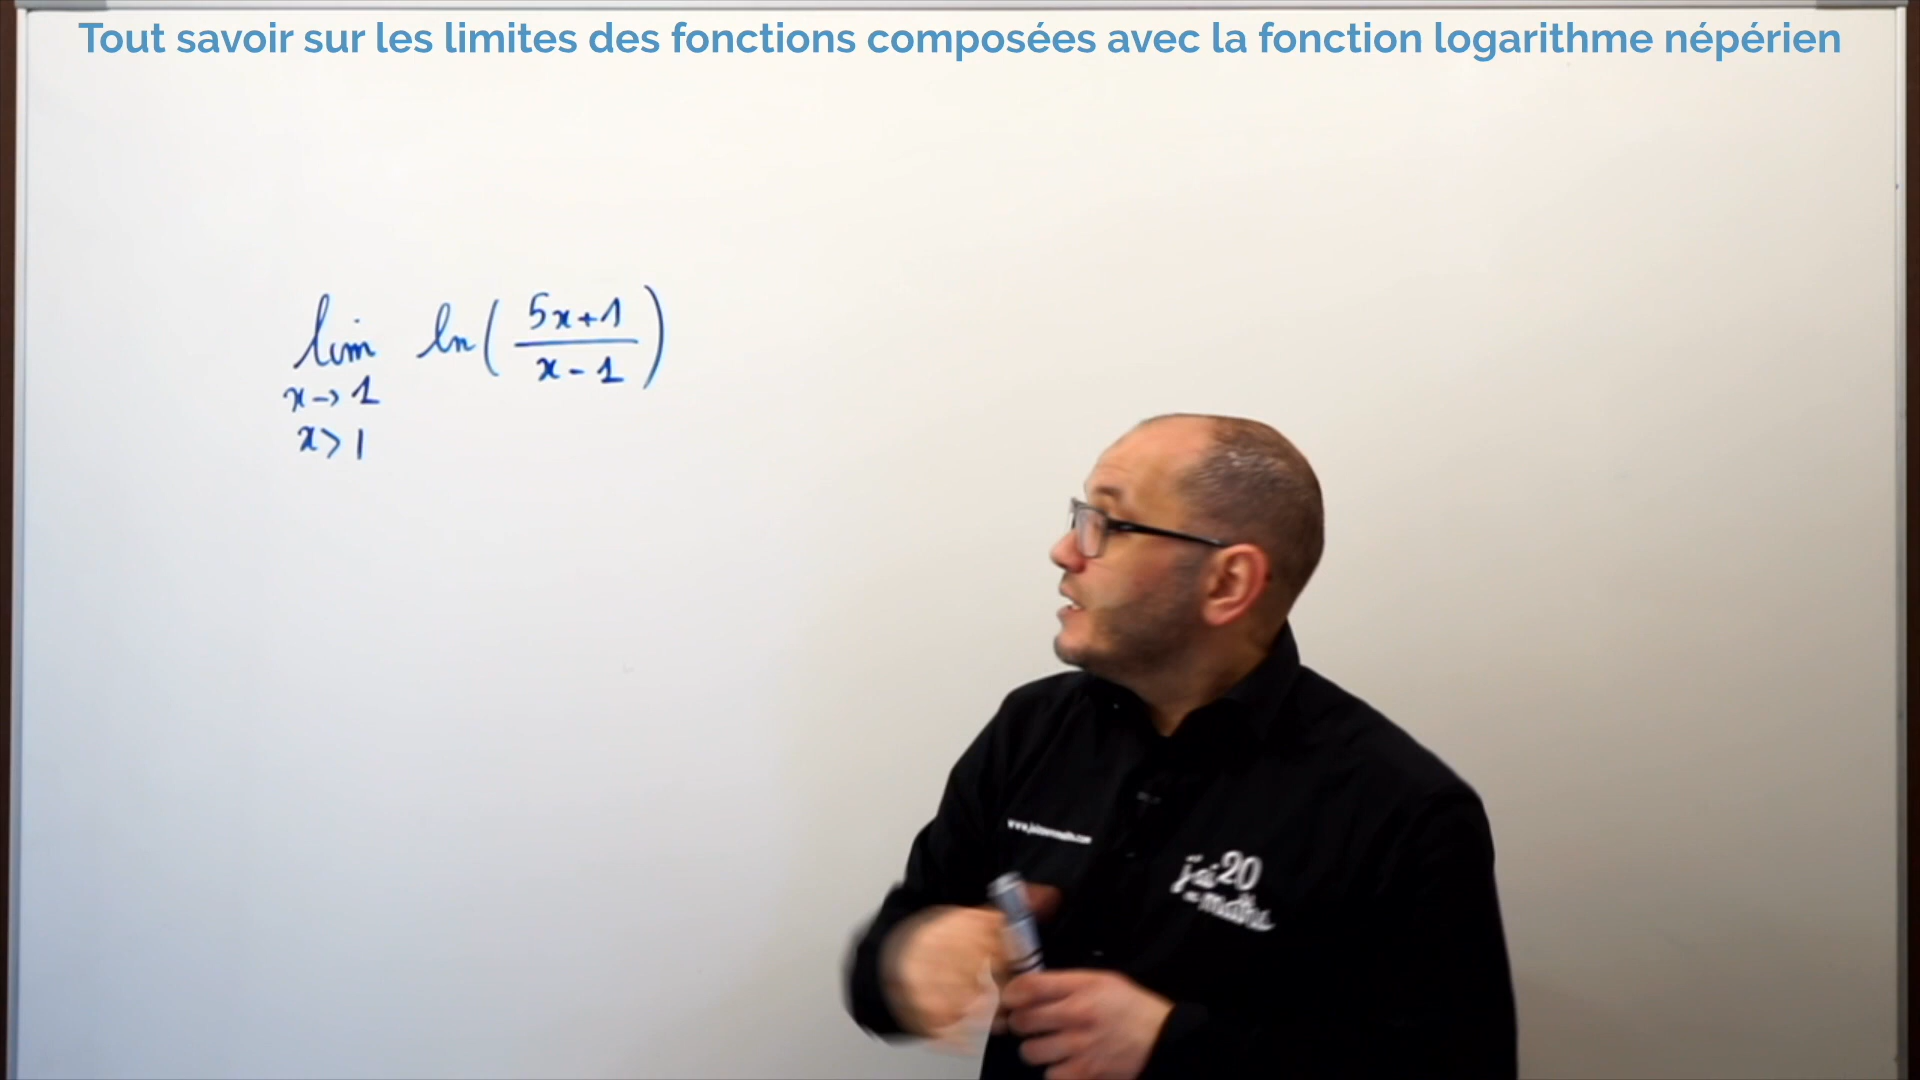 Tout savoir sur les limites des fonctions composées avec la fonction logarithme népérien
lim ln( 5x+1 / x-1 )
x→1
x>1
j'ai 20
en maths